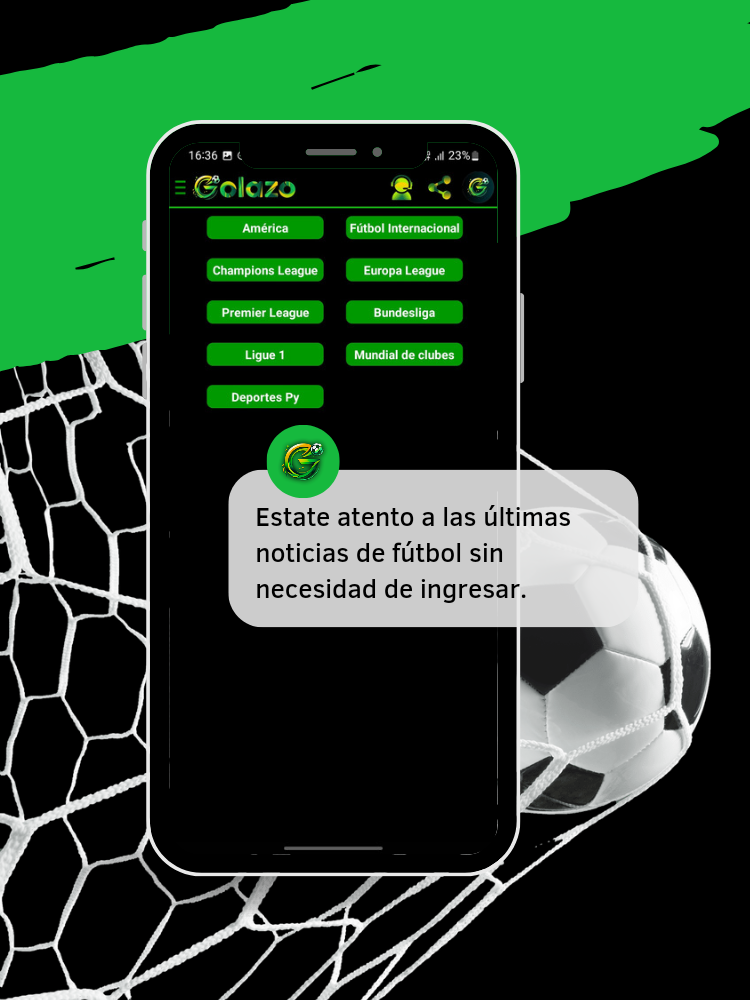 16:36
23%
Golazo
América
Fútbol Internacional
Champions League
Europa League
Premier League
Bundesliga
Ligue 1
Mundial de clubes
Deportes Py
Estate atento a las últimas
noticias de fútbol sin
necesidad de ingresar.